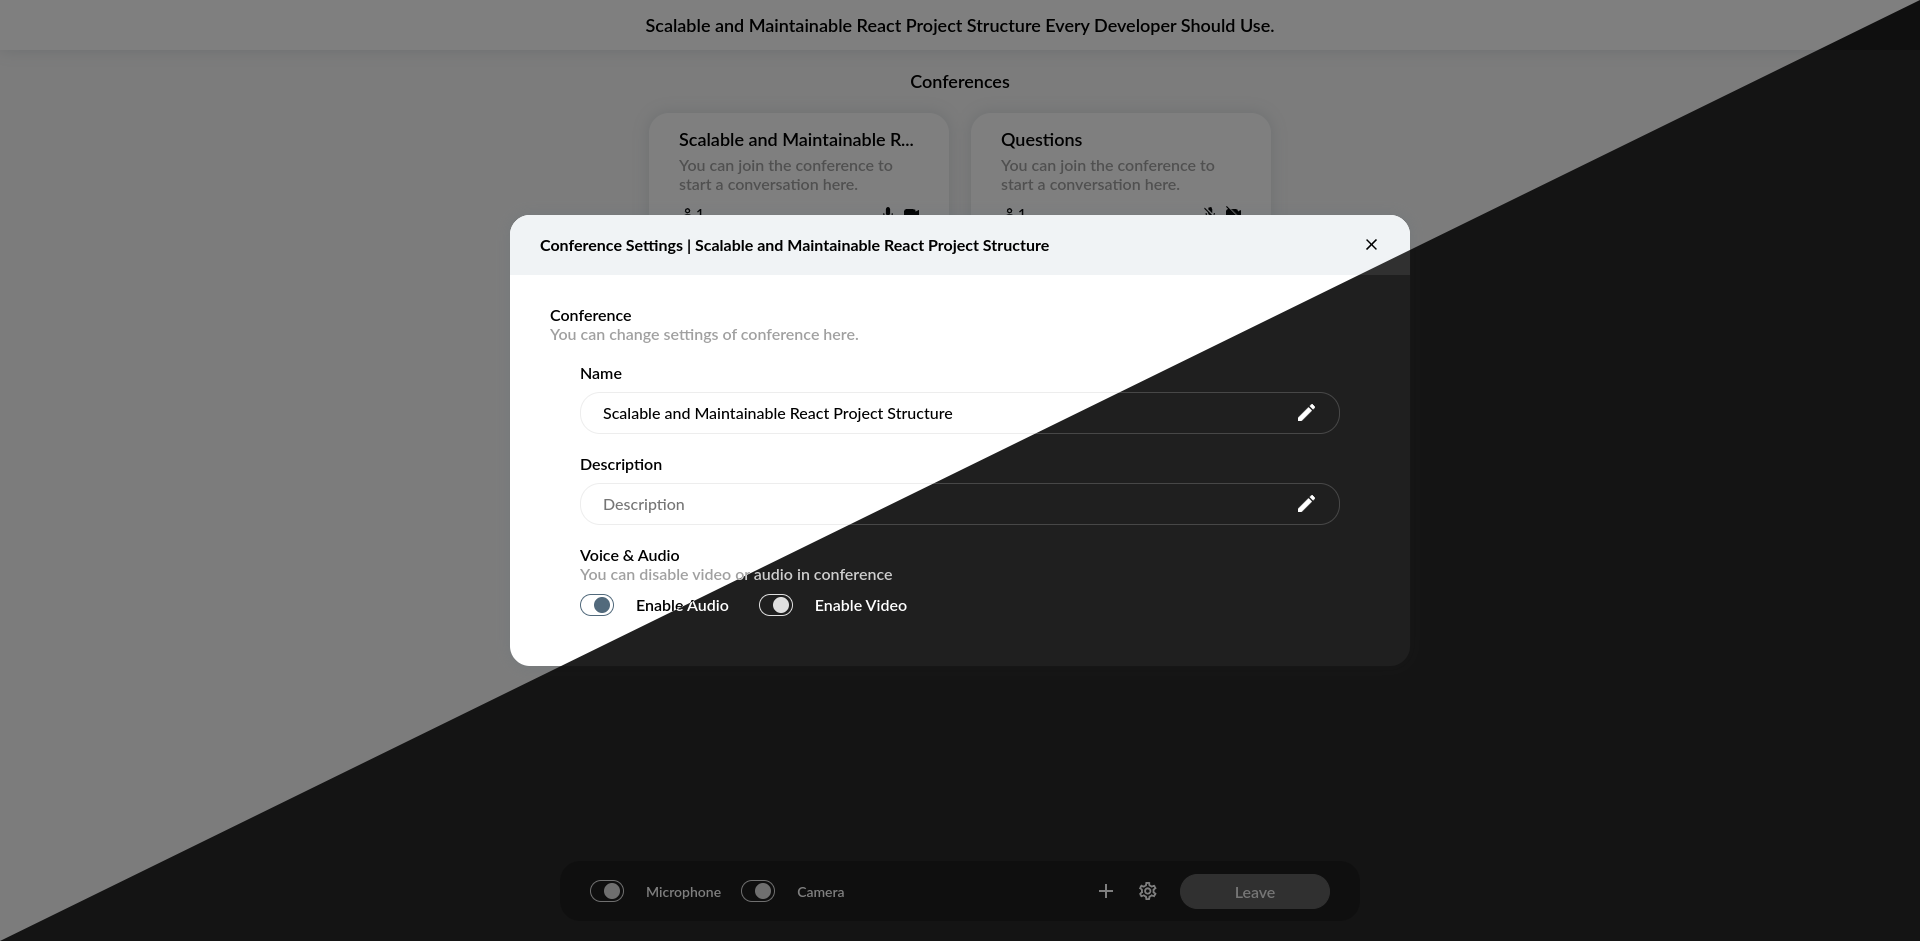 Scalable and Maintainable React Project Structure Every Developer Should Use.
Conferences
Scalable and Maintainable R...
You can join the conference to
start a conversation here.
1
Questions
You can join the conference to
start a conversation here.
1
Conference Settings | Scalable and Maintainable React Project Structure
Conference
You can change settings of conference here.
Name
Scalable and Maintainable React Project Structure
Description
Description
Voice & Audio
You can disable video or audio in conference
Enable Audio
Enable Video
Microphone
Camera
Leave